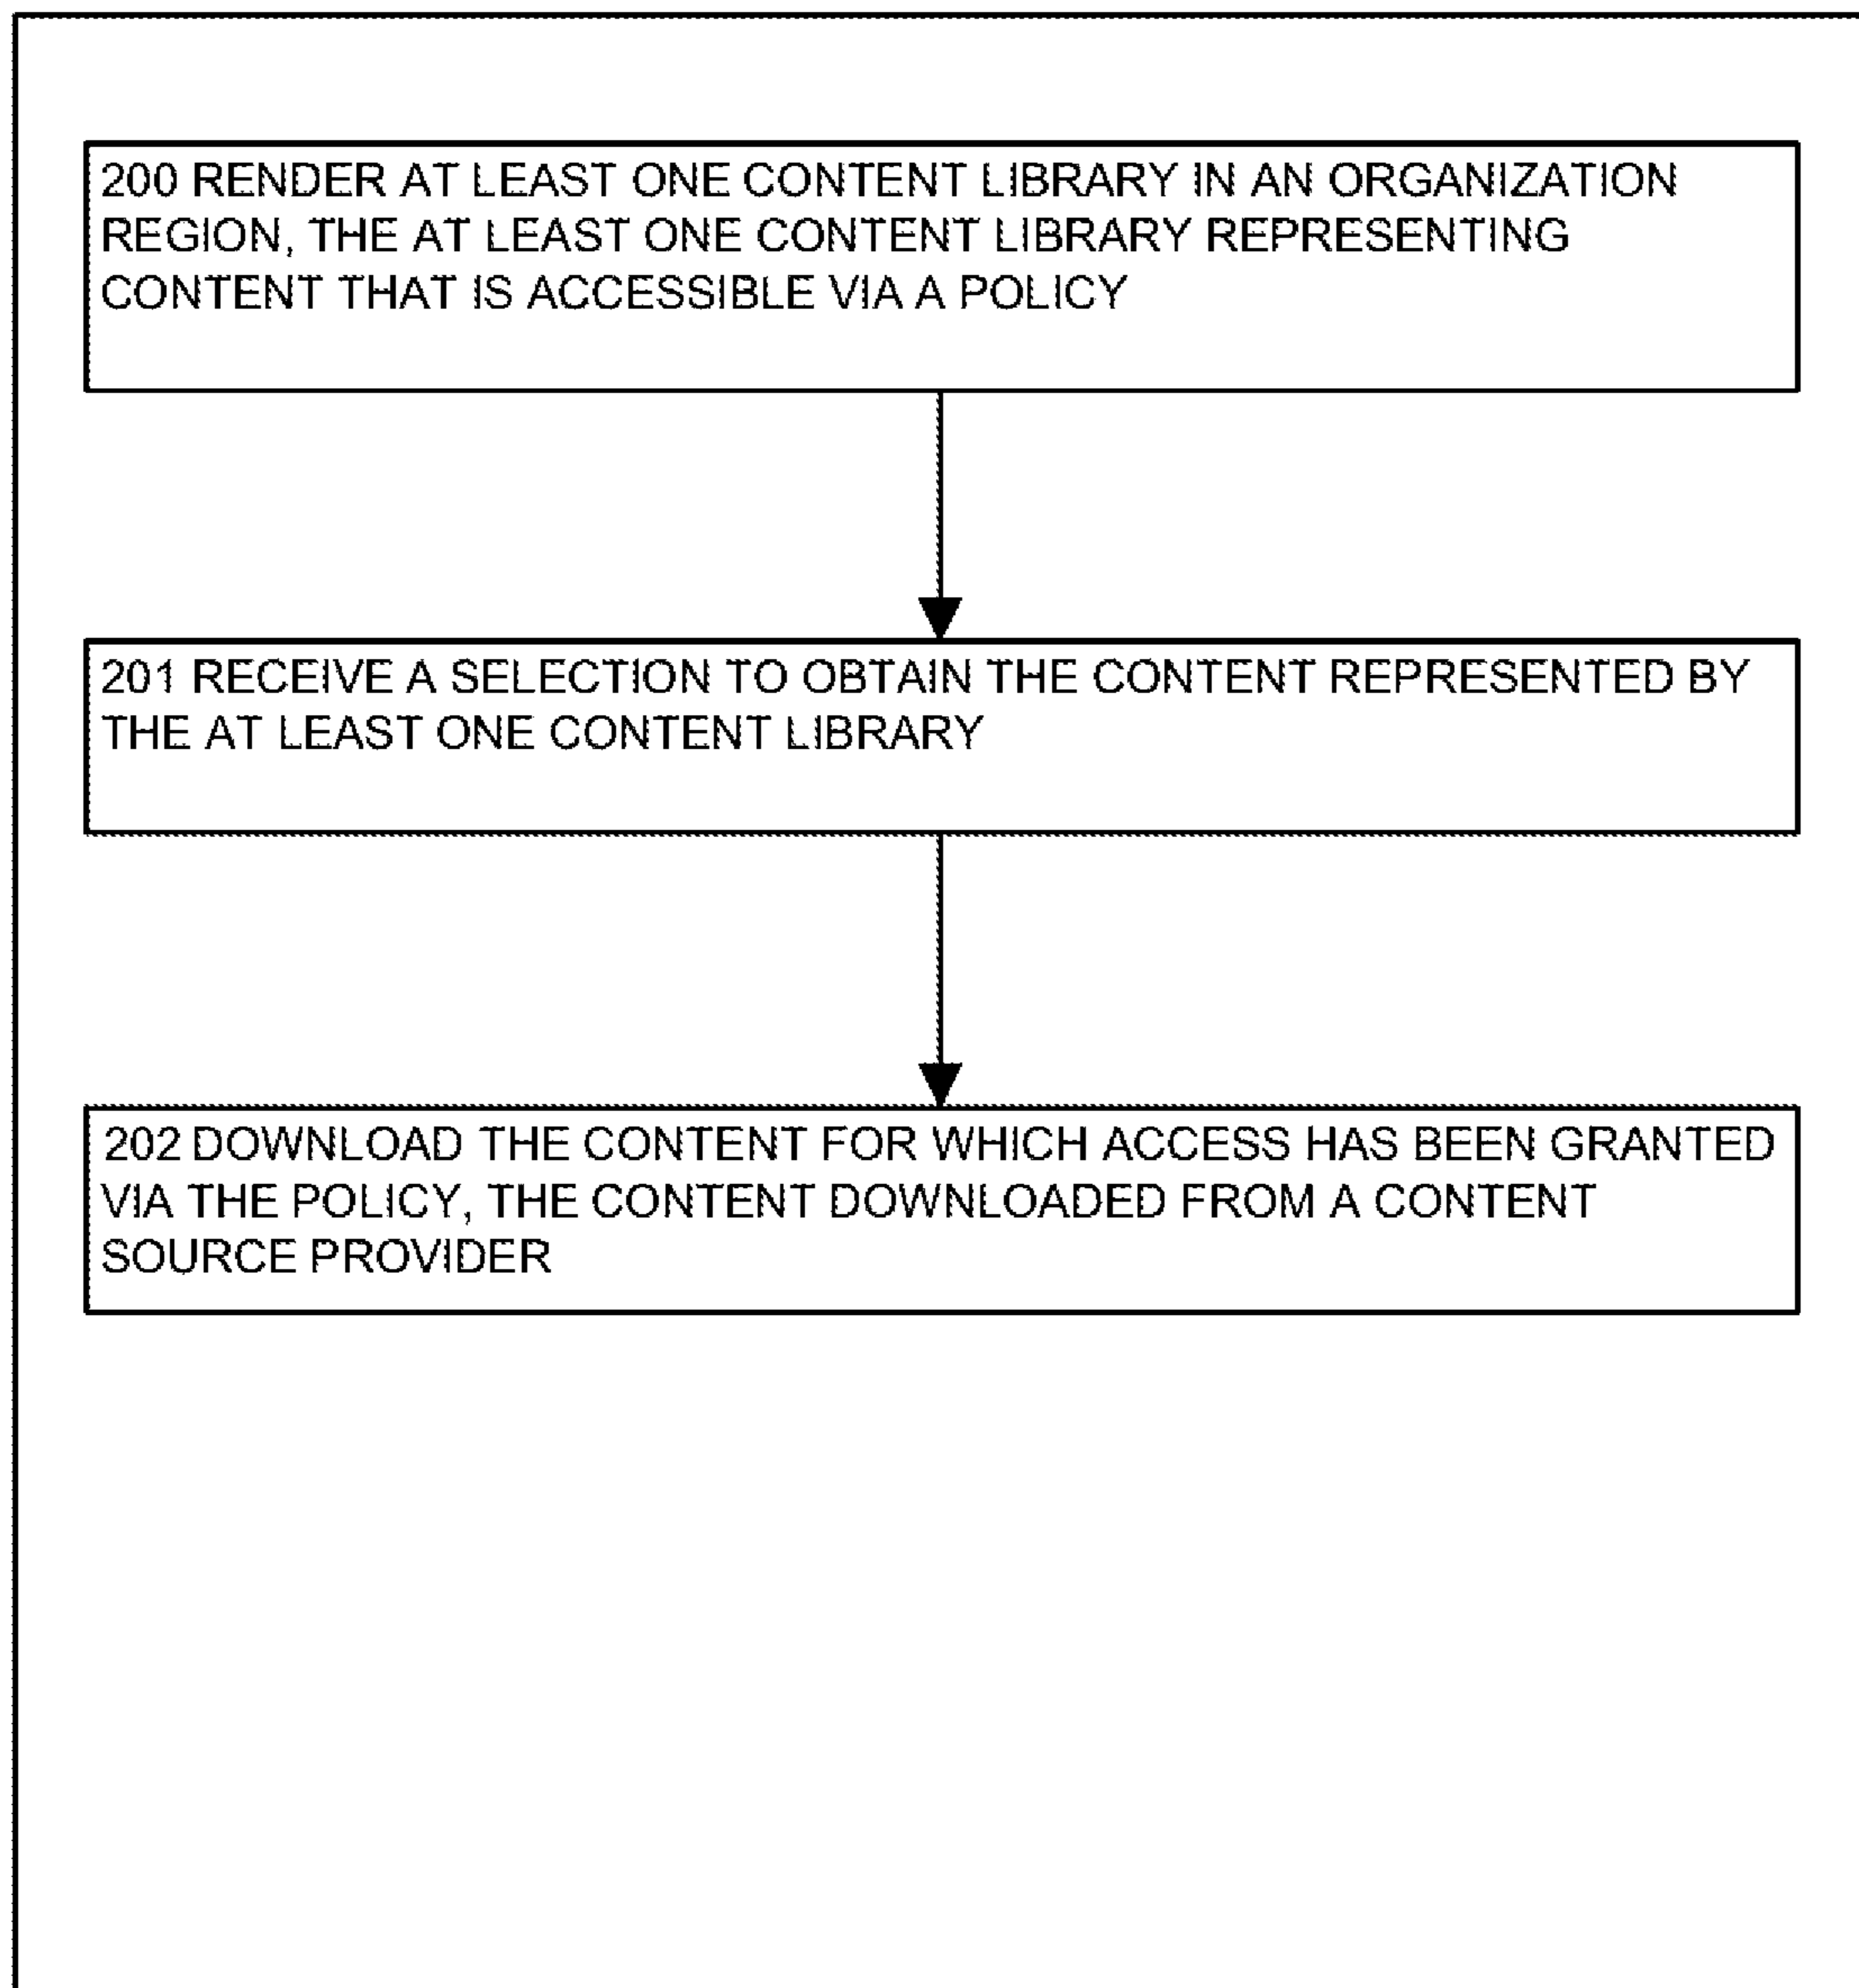 200 RENDER AT LEAST ONE CONTENT LIBRARY IN AN ORGANIZATION
REGION, THE AT LEAST ONE CONTENT LIBRARY REPRESENTING
CONTENT THAT IS ACCESSIBLE VIA A POLICY
201 RECEIVE A SELECTION TO OBTAIN THE CONTENT REPRESENTED BY
THE AT LEAST ONE CONTENT LIBRARY
202 DOWNLOAD THE CONTENT FOR WHICH ACCESS HAS BEEN GRANTED
VIA THE POLICY, THE CONTENT DOWNLOADED FROM A CONTENT
SOURCE PROVIDER